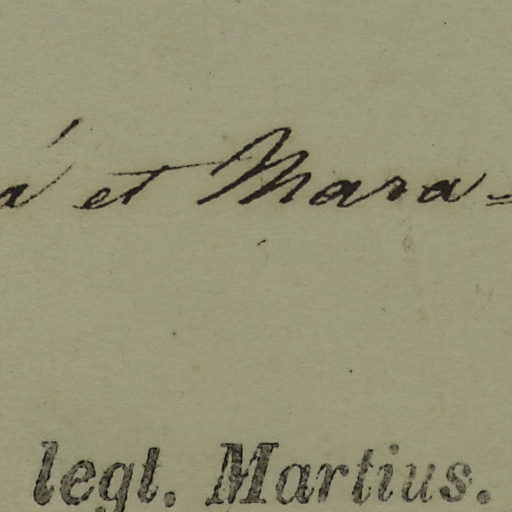 á et Mara=
legt. Martius.